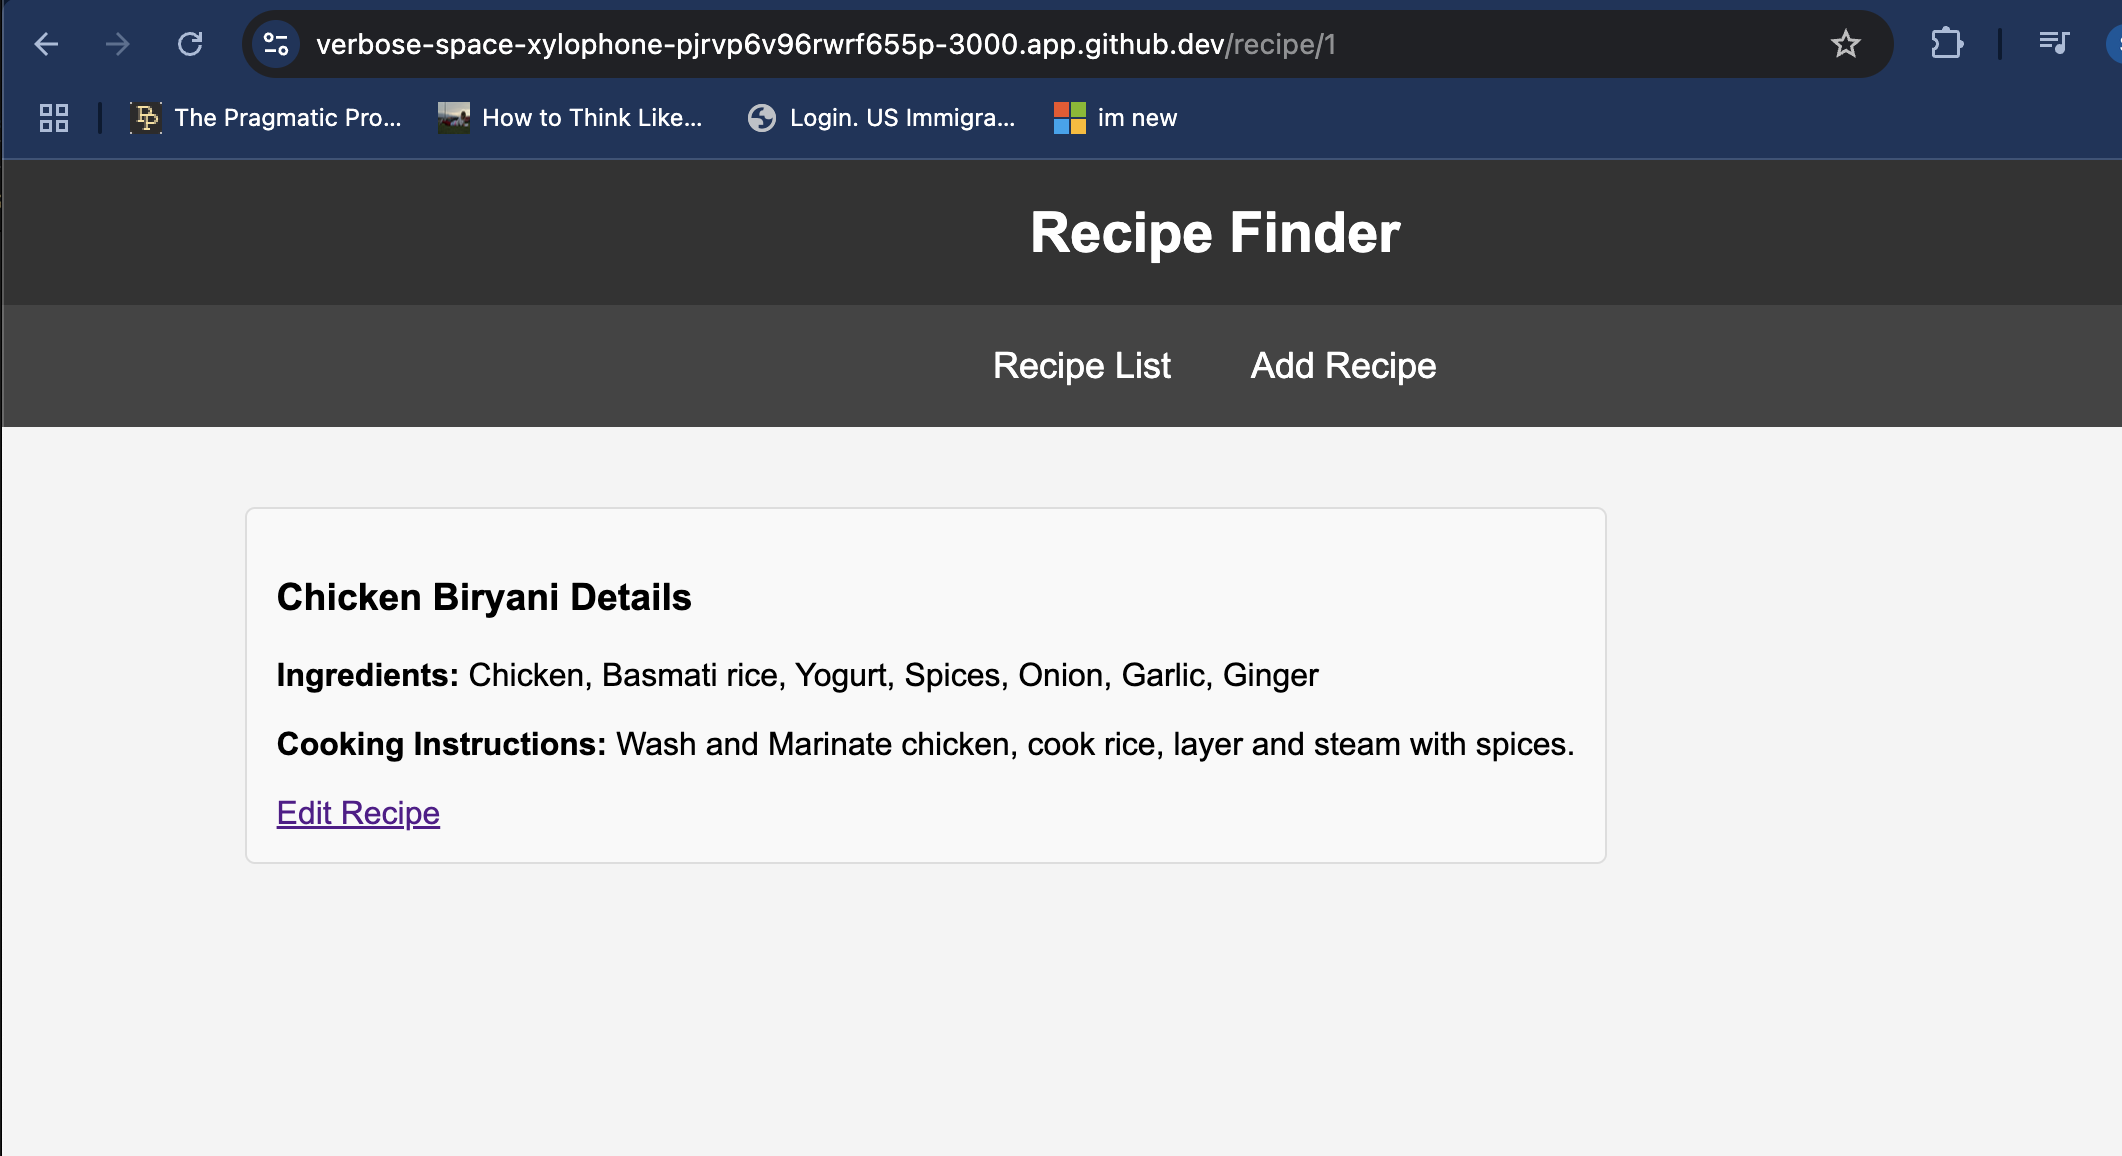 verbose-space-xylophone-pjrvp6v96rwrf655p-3000.app.github.dev/recipe/1
The Pragmatic Pro... How to Think Like... Login. US Immigra... im new
Recipe Finder
Recipe List Add Recipe
Chicken Biryani Details
Ingredients: Chicken, Basmati rice, Yogurt, Spices, Onion, Garlic, Ginger
Cooking Instructions: Wash and Marinate chicken, cook rice, layer and steam with spices.
Edit Recipe